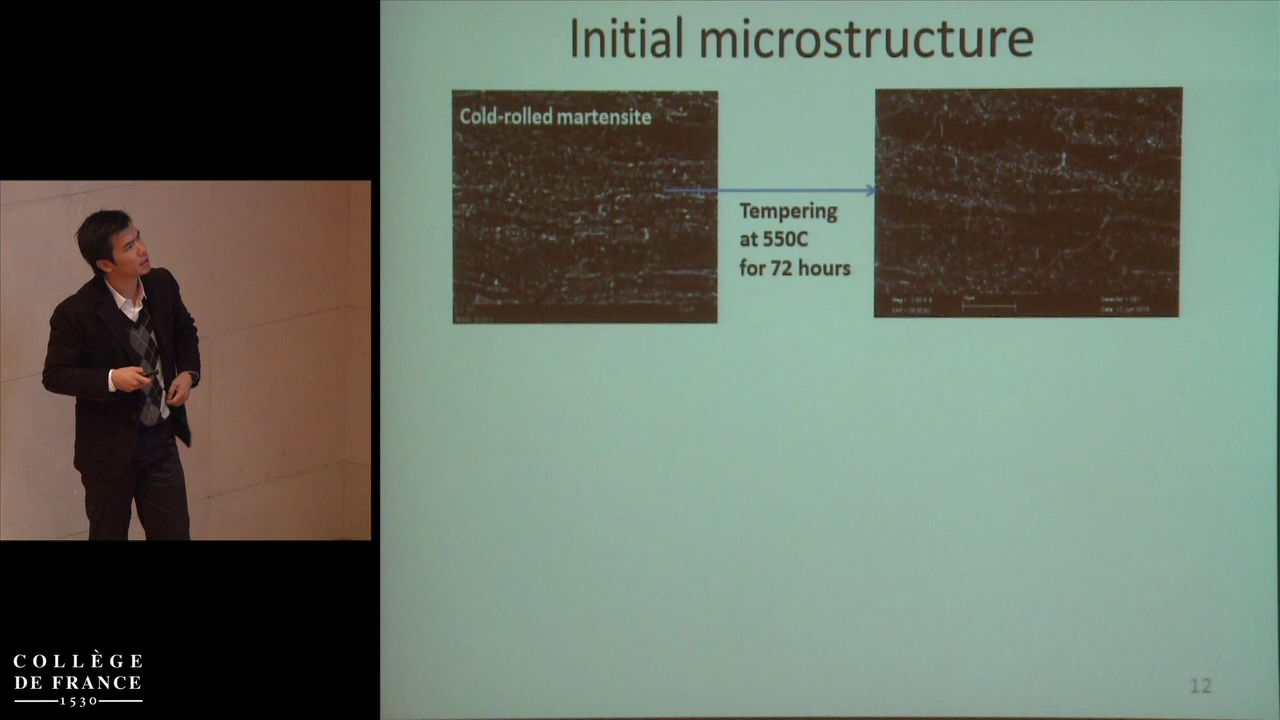 Initial microstructure
Cold-rolled martensite
Tempering
at 550C
for 72 hours
12
COLLÈGE
DE FRANCE
1530